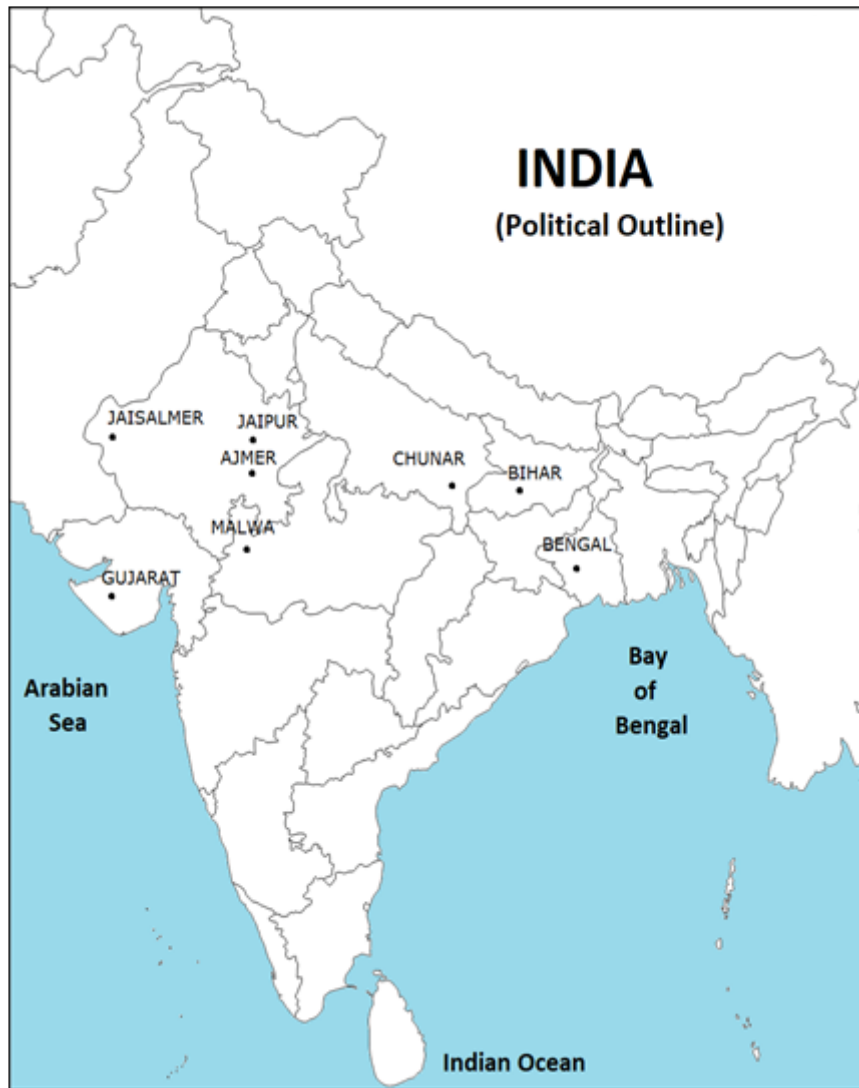 INDIA
(Political Outline)
JAISALMER
JAIPUR
AJMER
CHUNAR
BIHAR
MALWA
BENGAL
GUJARAT
Arabian
Sea
Bay
of
Bengal
Indian Ocean